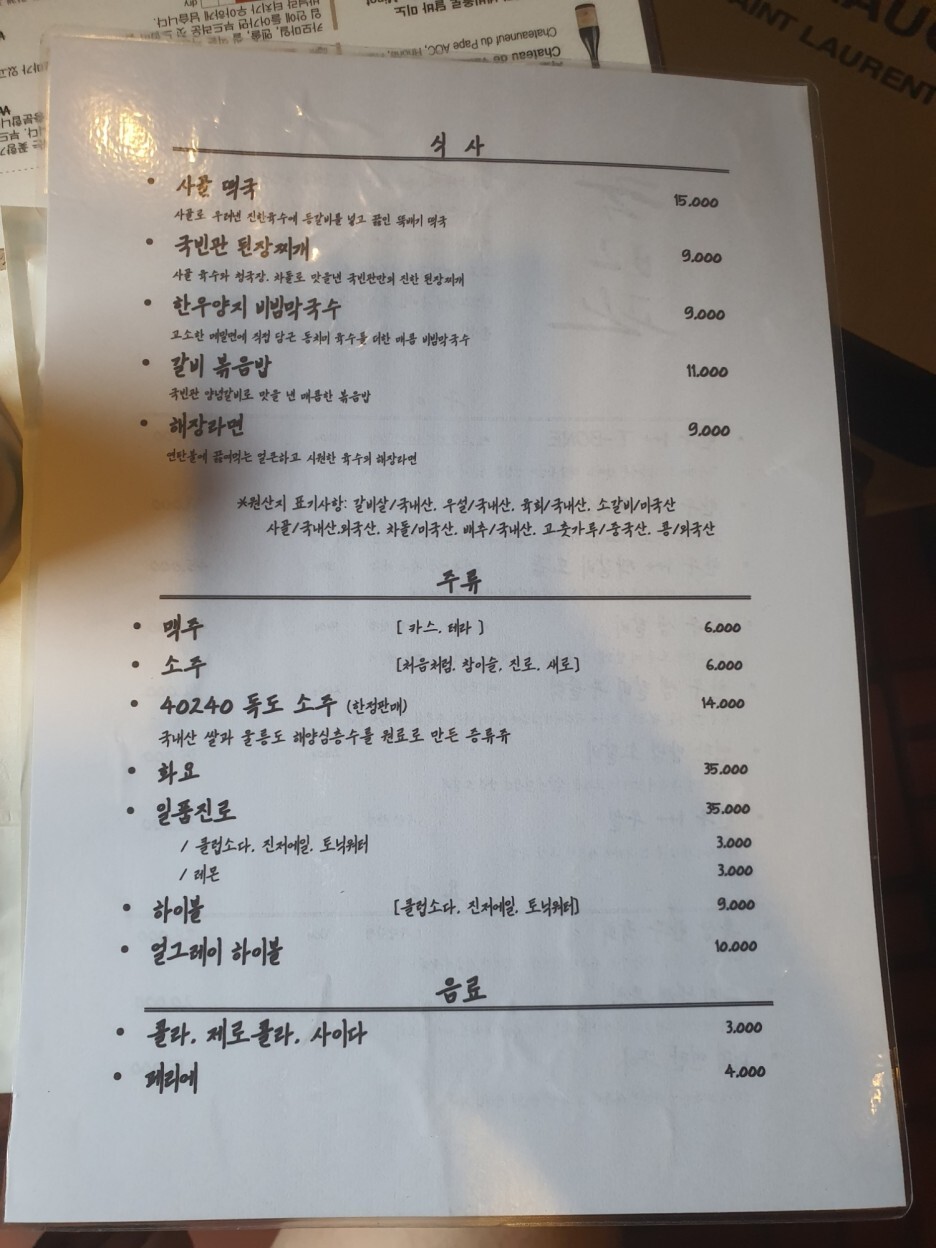 식 사
• 사골 떡국 15.000
사골로 우려낸 진한육수에 등갈비를 넣고 끓인 뚝배기 떡국
• 국빈관 된장찌개 9.000
사골 육수와 청국장, 차돌로 맛을낸 국빈관만의 진한 된장찌개
• 한우양지 비빔막국수 9.000
고소한 메밀면에 직접 담근 동치미 육수를 더한 매콤 비빔막국수
• 갈비 볶음밥 11.000
국빈관 양념갈비로 맛을 낸 매콤한 볶음밥
• 해장라면 9.000
연탄불에 끓여먹는 얼큰하고 시원한 육수의 해장라면
※원산지 표기사항: 갈비살/국내산, 우설/국내산, 육회/국내산, 소갈비/미국산
사골/국내산,외국산, 차돌/미국산, 배추/국내산, 고춧가루/중국산, 콩/외국산
주류
• 맥주 [ 카스, 테라 ] 6.000
• 소주 [처음처럼, 참이슬, 진로, 새로] 6.000
• 40240 독도 소주 (한정판매) 14.000
국내산 쌀과 울릉도 해양심층수를 원료로 만든 증류주
• 화요 35.000
• 일품진로 35.000
/ 클럽소다, 진저에일, 토닉워터 3.000
/ 레몬 3.000
• 하이볼 [클럽소다, 진저에일, 토닉워터] 9.000
• 얼그레이 하이볼 10.000
음료
• 콜라, 제로콜라, 사이다 3.000
• 페리에 4.000
SAINT LAURENT
Chateauneuf du Pape AOC, Rhone